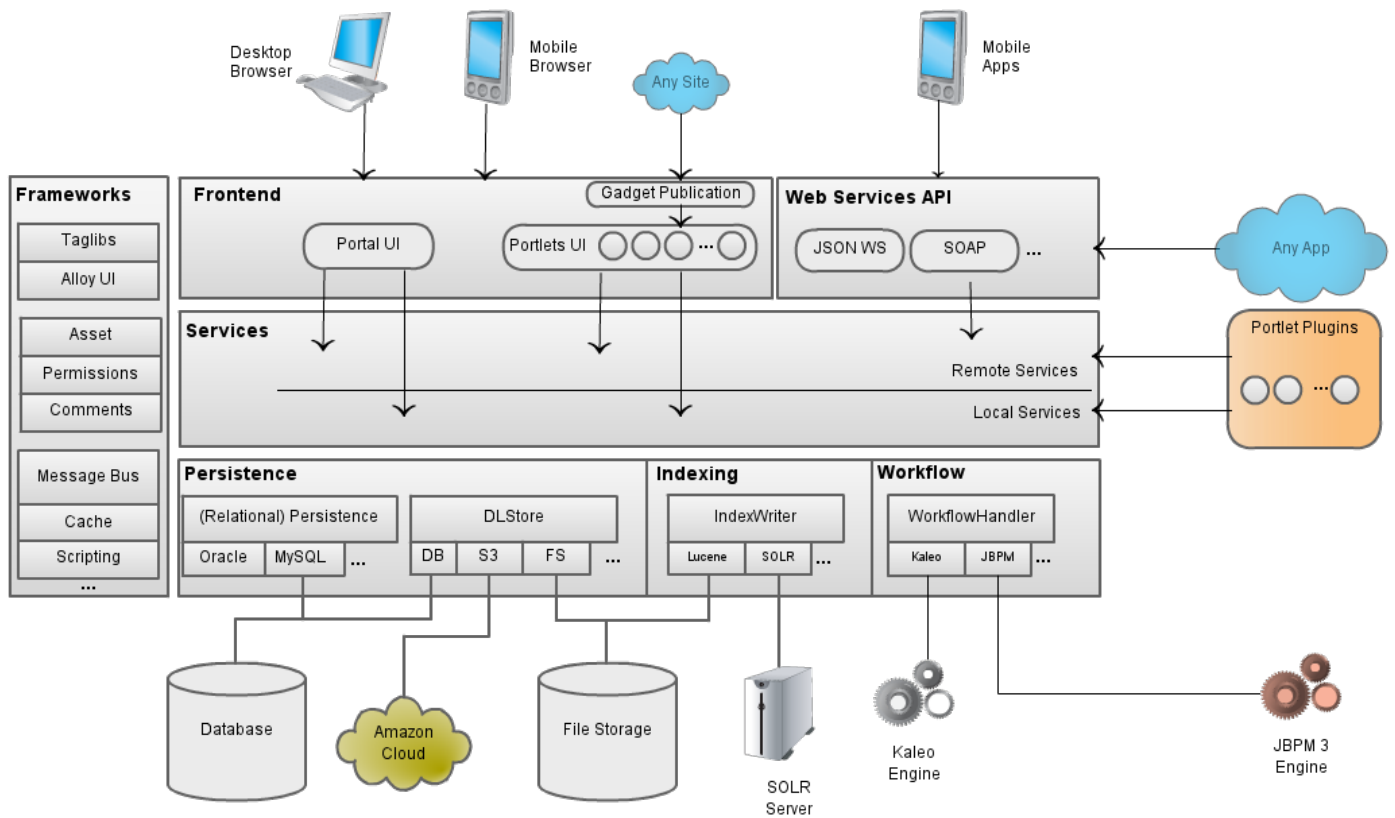 Desktop
Browser
Mobile
Browser
Any Site
Mobile
Apps
Frameworks
Taglibs
Alloy UI
Asset
Permissions
Comments
Message Bus
Cache
Scripting
...
Frontend
Gadget Publication
Portal UI
Portlets UI
...
Web Services API
JSON WS
SOAP
...
Any App
Services
Remote Services
Local Services
Portlet Plugins
...
Persistence
(Relational) Persistence
Oracle
MySQL
...
DLStore
DB
S3
FS
...
Indexing
IndexWriter
Lucene
SOLR
...
Workflow
WorkflowHandler
Kaleo
JBPM
...
Database
Amazon
Cloud
File Storage
SOLR
Server
Kaleo
Engine
JBPM 3
Engine